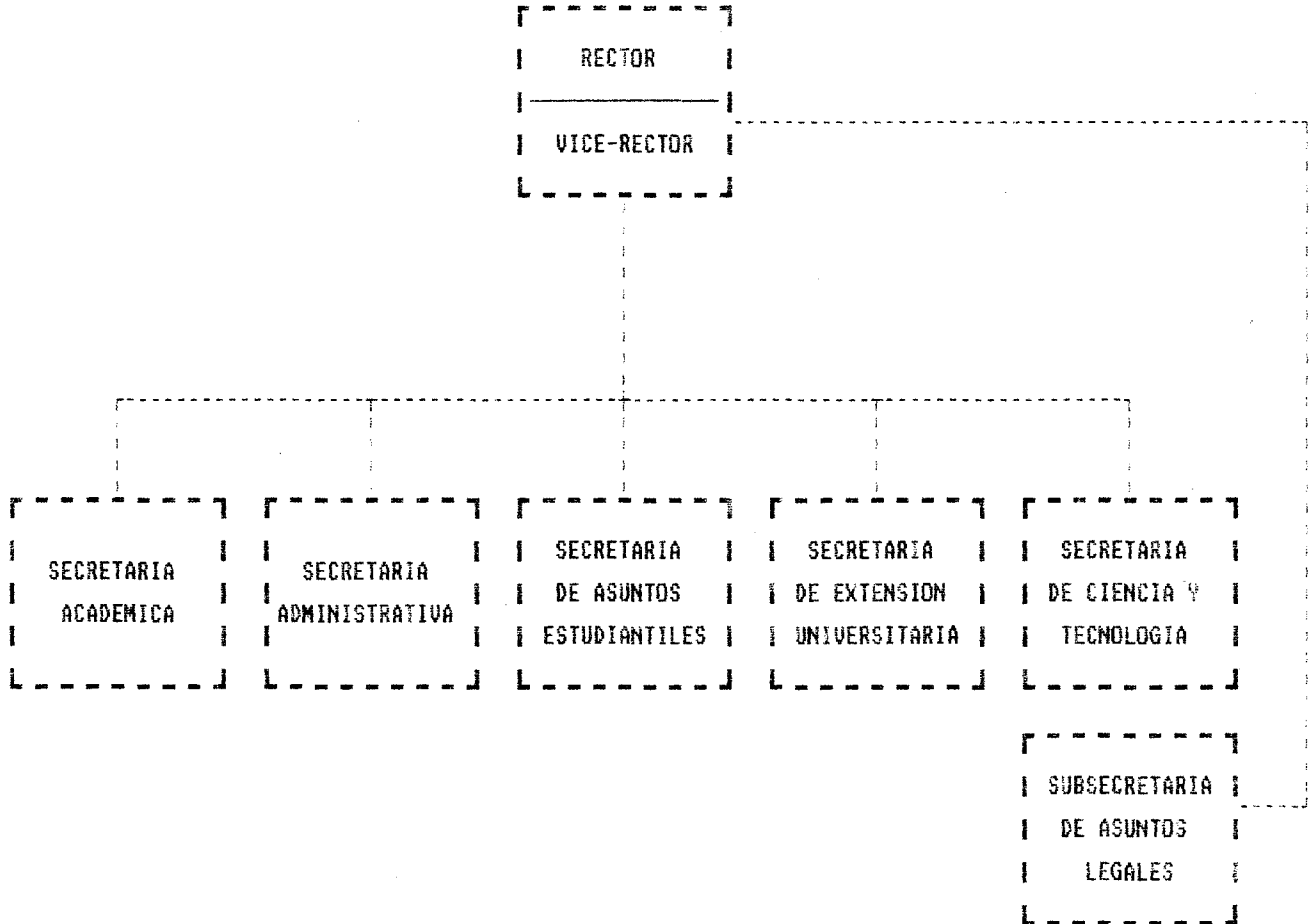 RECTOR
VICE-RECTOR
SECRETARIA
ACADEMICA
SECRETARIA
ADMINISTRATIVA
SECRETARIA
DE ASUNTOS
ESTUDIANTILES
SECRETARIA
DE EXTENSION
UNIVERSITARIA
SECRETARIA
DE CIENCIA Y
TECNOLOGIA
SUBSECRETARIA
DE ASUNTOS
LEGALES